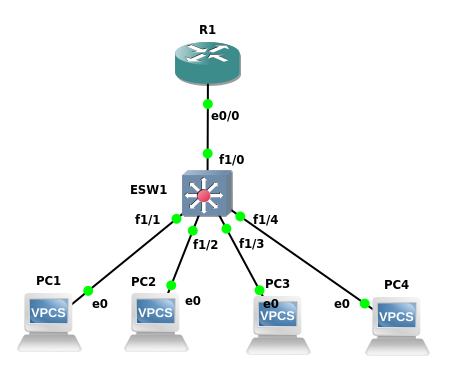 R1
e0/0
f1/0
ESW1
f1/1
f1/4
f1/2
f1/3
PC1
PC2
PC3
PC4
e0
e0
e0
e0
VPCS
VPCS
VPCS
VPCS